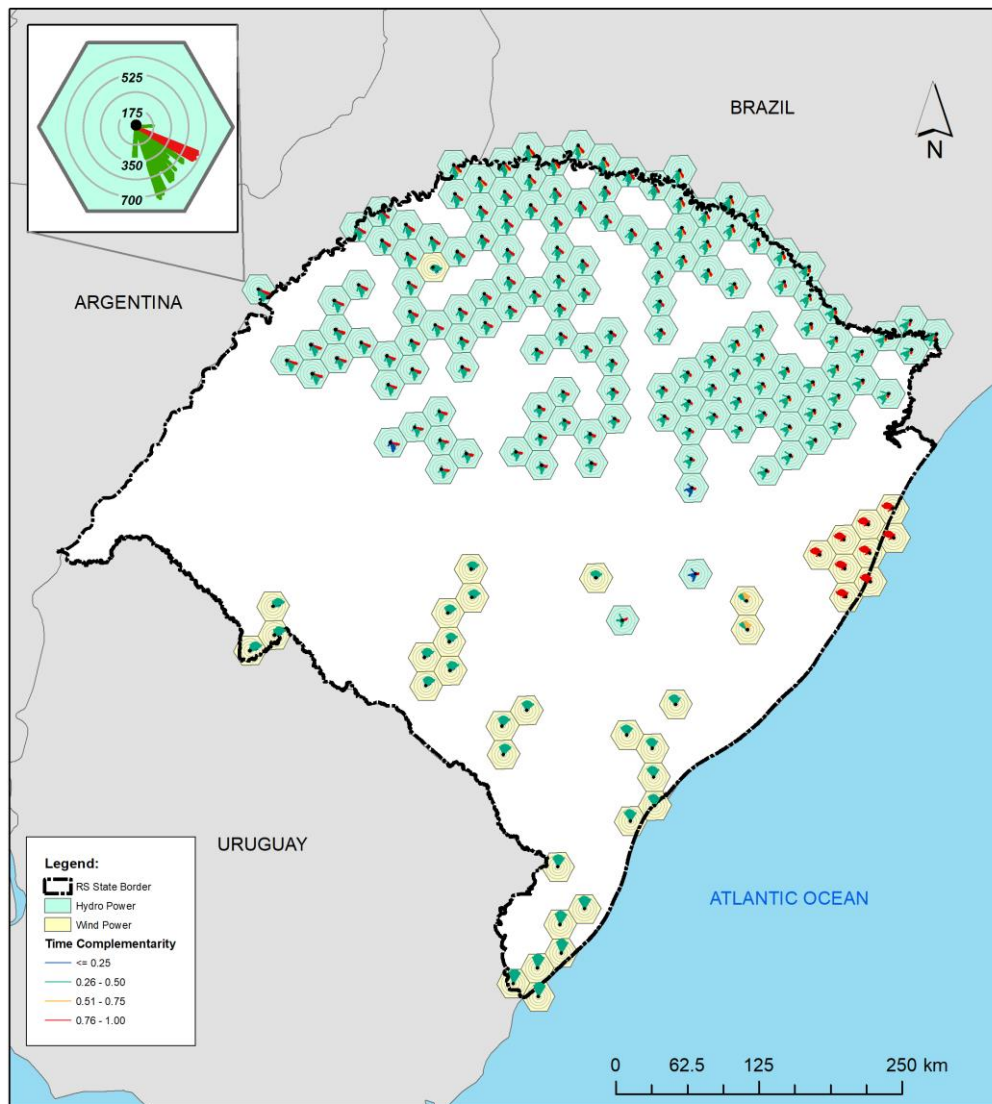 525
175
350
700
BRAZIL
N
ARGENTINA
URUGUAY
ATLANTIC OCEAN
Legend:
RS State Border
Hydro Power
Wind Power
Time Complementarity
<= 0.25
0.26 - 0.50
0.51 - 0.75
0.76 - 1.00
0 62.5 125 250 km